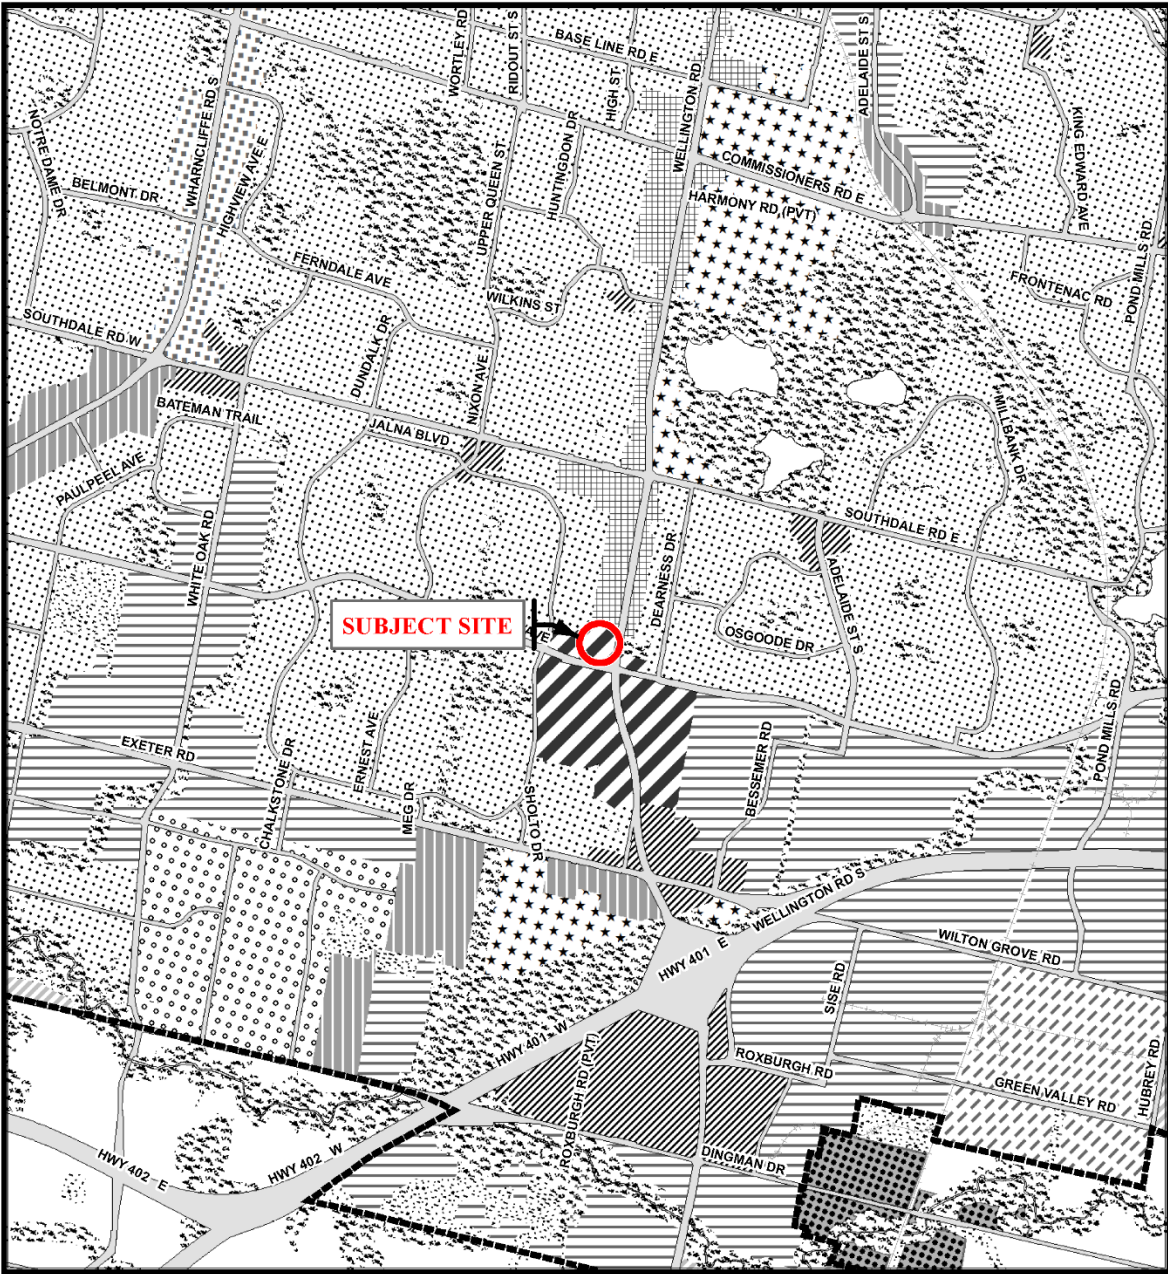 BASE LINE RD E
WORTLEY RD
RIDOUT ST S
HIGH ST
WELLINGTON RD
ADELAIDE ST S
KING EDWARD AVE
NOTRE DAME DR
WHARNCLIFFE RD S
HIGHVIEW AVE E
BELMONT DR
UPPER QUEEN ST
HUNTINGDON DR
COMMISSIONERS RD E
HARMONY RD (PVT)
POND MILLS RD
FERNDALE AVE
WILKINS ST
FRONTENAC RD
SOUTHDALE RD W
DUNDALK DR
NIXON AVE
BATEMAN TRAIL
JALNA BLVD
MILLBANK DR
PAULPEEL AVE
WHITE OAK RD
SOUTHDALE RD E
DEARNESS DR
ADELAIDE ST S
OSGOODE DR
SUBJECT SITE
AVE
EXETER RD
CHALKSTONE DR
ERNEST AVE
MEG DR
SHOLTO DR
BESSEMER RD
POND MILLS RD
WELLINGTON RD S
HWY 401 E
WILTON GROVE RD
SISE RD
HWY 401 W
ROXBURGH RD (PVT)
ROXBURGH RD
GREEN VALLEY RD
HUBREY RD
DINGMAN DR
HWY 402 E
HWY 402 W